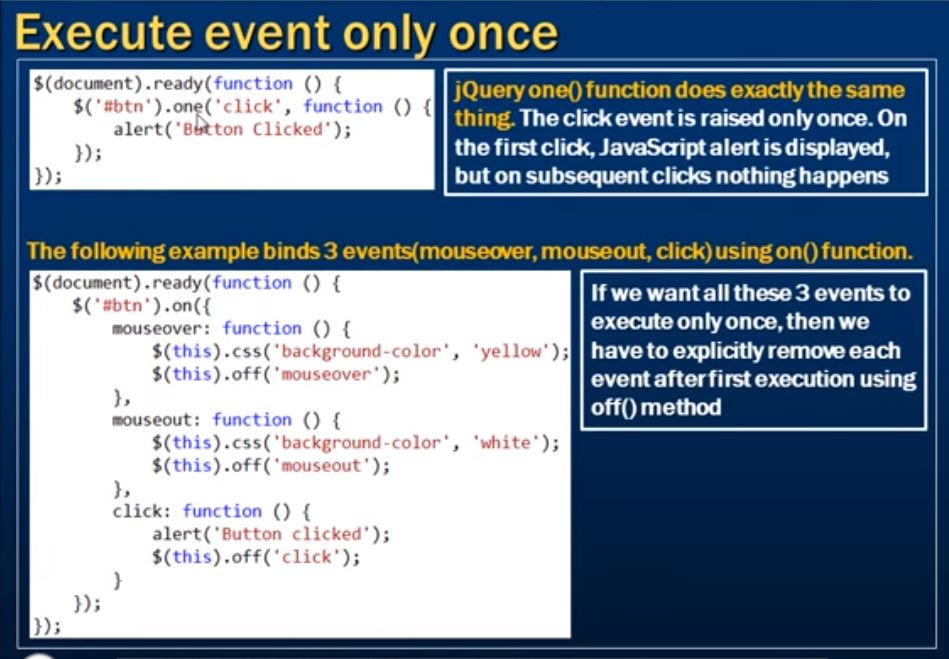 Execute event only once
$(document).ready(function () {
$('#btn').one('click', function () {
alert('Button Clicked');
});
});
jQuery one() function does exactly the same
thing. The click event is raised only once. On
the first click, JavaScript alert is displayed,
but on subsequent clicks nothing happens
The following example binds 3 events(mouseover, mouseout, click) using on() function.
$(document).ready(function () {
$('#btn').on({
mouseover: function () {
$(this).css('background-color', 'yellow');
$(this).off('mouseover');
},
mouseout: function () {
$(this).css('background-color', 'white');
$(this).off('mouseout');
},
click: function () {
alert('Button clicked');
$(this).off('click');
}
});
});
If we want all these 3 events to
execute only once, then we
have to explicitly remove each
event after first execution using
off() method